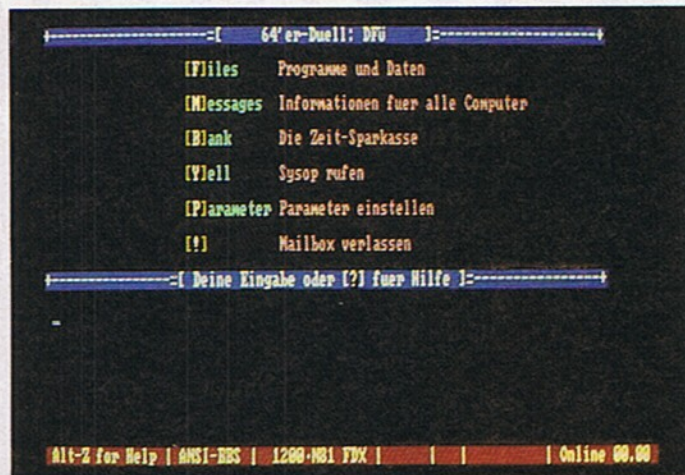 +------------------=[ 64'er-Duell: DFü ]=------------------+
[F]iles Programme und Daten
[M]essages Informationen fuer alle Computer
[B]ank Die Zeit-Sparkasse
[Y]ell Sysop rufen
[P]arameter Parameter einstellen
[!] Mailbox verlassen
+---------------=[ Deine Eingabe oder [?] fuer Hilfe ]=---------------+
Alt-Z for Help | ANSI-BBS | 1200·N81 FDX | | | | Online 00.00